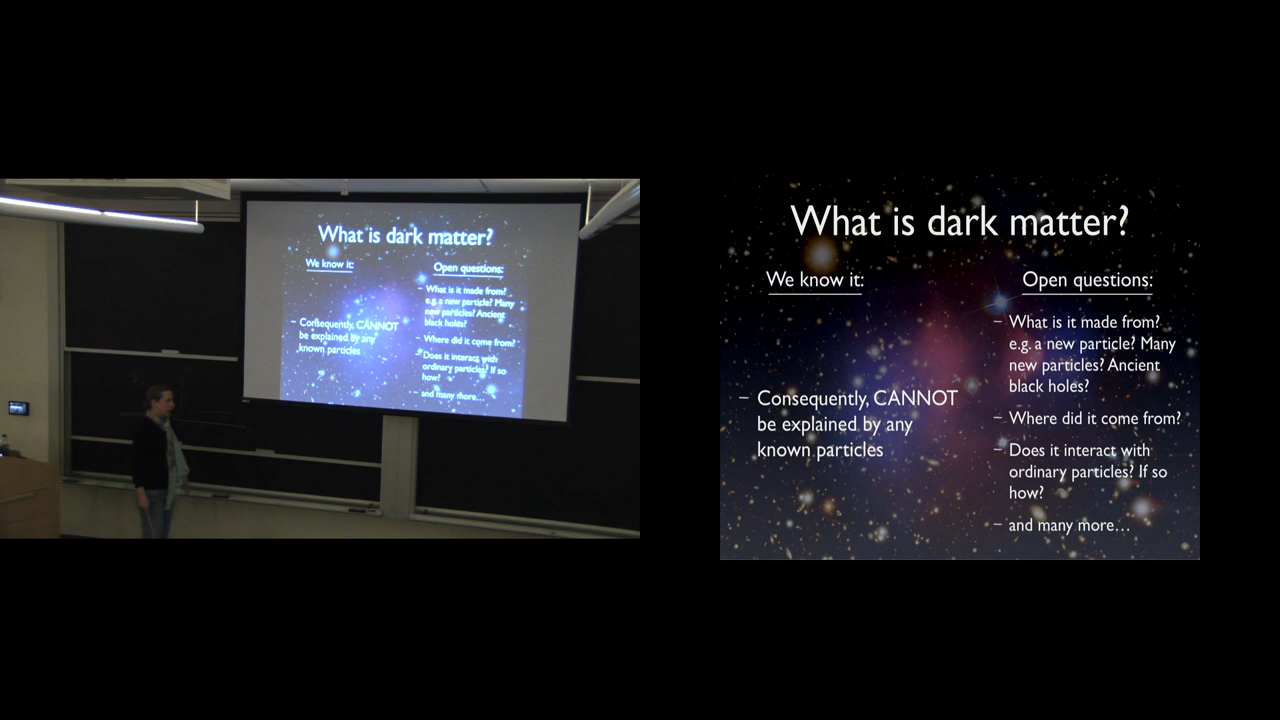 What is dark matter?
We know it:
– Consequently, CANNOT
be explained by any
known particles
Open questions:
– What is it made from?
e.g. a new particle? Many
new particles? Ancient
black holes?
– Where did it come from?
– Does it interact with
ordinary particles? If so
how?
– and many more...
What is dark matter?
We know it:
– Consequently, CANNOT
be explained by any
known particles
Open questions:
– What is it made from?
e.g. a new particle? Many
new particles? Ancient
black holes?
– Where did it come from?
– Does it interact with
ordinary particles? If so
how?
– and many more…